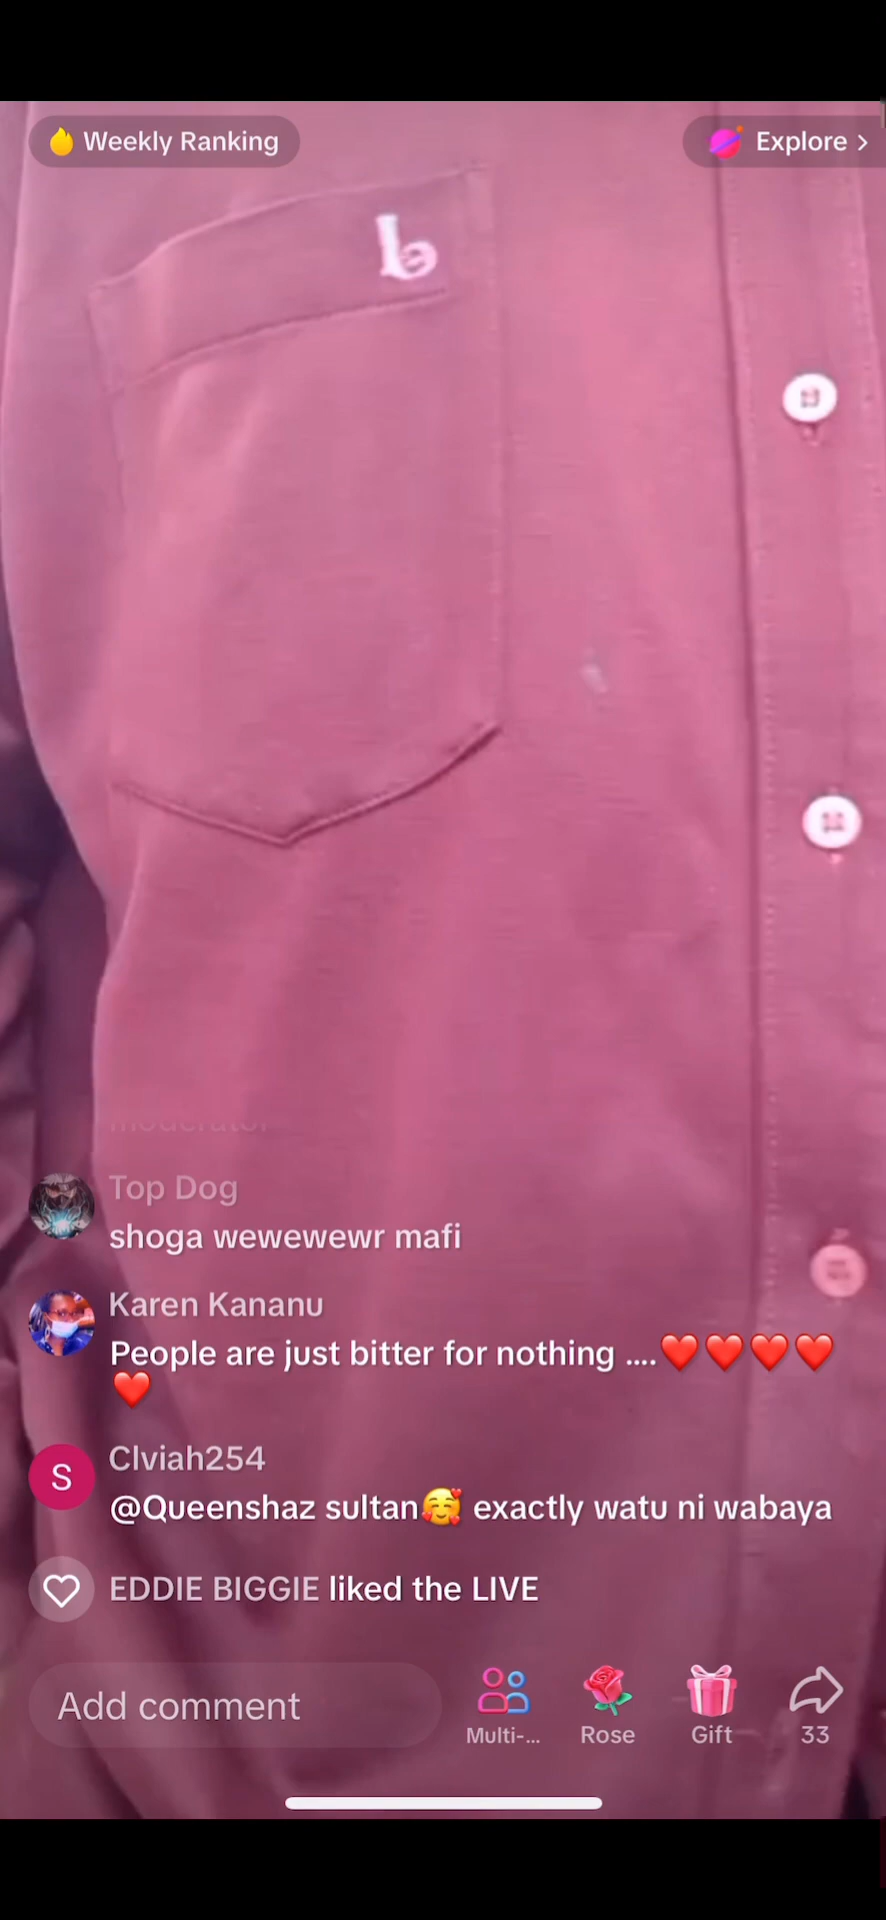 Weekly Ranking
Explore >
b
moderator
Top Dog
shoga wewewewr mafi
Karen Kananu
People are just bitter for nothing ....❤️❤️❤️❤️
❤️
S
Clviah254
@Queenshaz sultan🥰 exactly watu ni wabaya
EDDIE BIGGIE liked the LIVE
Add comment
Multi-...
Rose
Gift
33